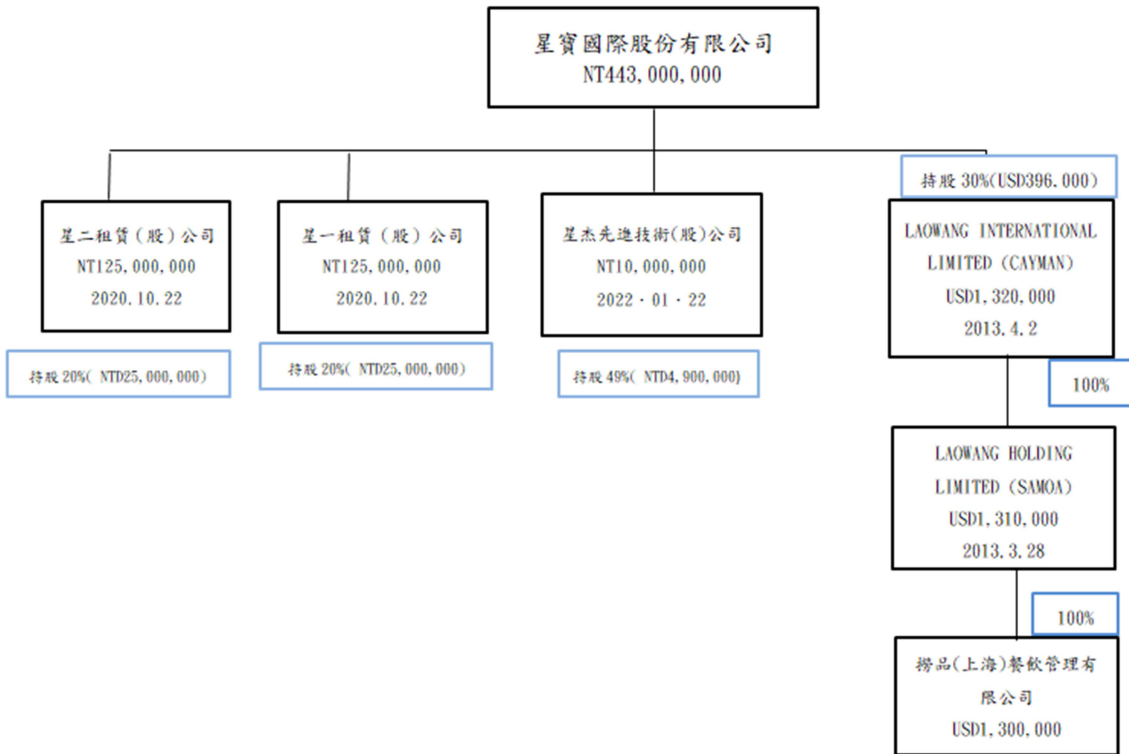 星寶國際股份有限公司
NT443,000,000
持股 30%(USD396.000)
星二租賃(股)公司
NT125,000,000
2020.10.22
持股 20%( NTD25,000,000)
星一租賃(股)公司
NT125,000,000
2020.10.22
持股 20%( NTD25,000,000)
星杰先進技術(股)公司
NT10,000,000
2022．01．22
持股 49%( NTD4,900,000)
LAOWANG INTERNATIONAL
LIMITED (CAYMAN)
USD1,320,000
2013.4.2
100%
LAOWANG HOLDING
LIMITED (SAMOA)
USD1,310,000
2013.3.28
100%
撈品(上海)餐飲管理有
限公司
USD1,300,000